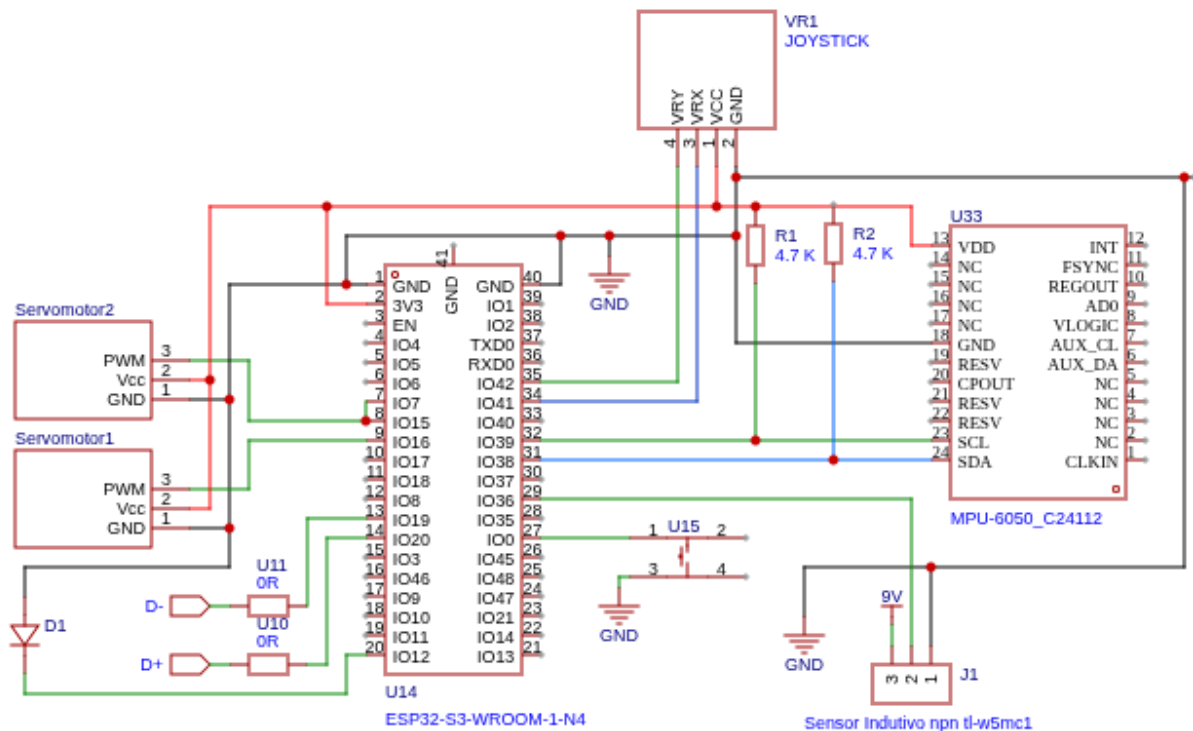 VR1
JOYSTICK
VRY
VRX
VCC
GND
4
3
1
2
R1
4.7 K
R2
4.7 K
U33
13 VDD
14 NC
15 NC
16 NC
17 NC
18 GND
19 RESV
20 CPOUT
21 RESV
22 RESV
23 SCL
24 SDA
INT 12
FSYNC 11
REGOUT 10
AD0 9
VLOGIC 8
AUX_CL 7
AUX_DA 6
NC 5
NC 4
NC 3
NC 2
CLKIN 1
MPU-6050_C24112
GND
41
GND
1 GND
2 3V3
3 EN
4 IO4
5 IO5
6 IO6
7 IO7
8 IO15
9 IO16
10 IO17
11 IO18
12 IO8
13 IO19
14 IO20
15 IO3
16 IO46
17 IO9
18 IO10
19 IO11
20 IO12
GND 40
IO1 39
IO2 38
TXD0 37
RXD0 36
IO42 35
IO41 34
IO40 33
IO39 32
IO38 31
IO37 30
IO36 29
IO35 28
IO0 27
IO45 26
IO48 25
IO47 24
IO21 23
IO14 22
IO13 21
U14
ESP32-S3-WROOM-1-N4
Servomotor2
PWM 3
Vcc 2
GND 1
Servomotor1
PWM 3
Vcc 2
GND 1
D1
U11
0R
D-
U10
0R
D+
U15
1 2
3 4
GND
9V
GND
3 2 1
J1
Sensor Indutivo npn tl-w5mc1